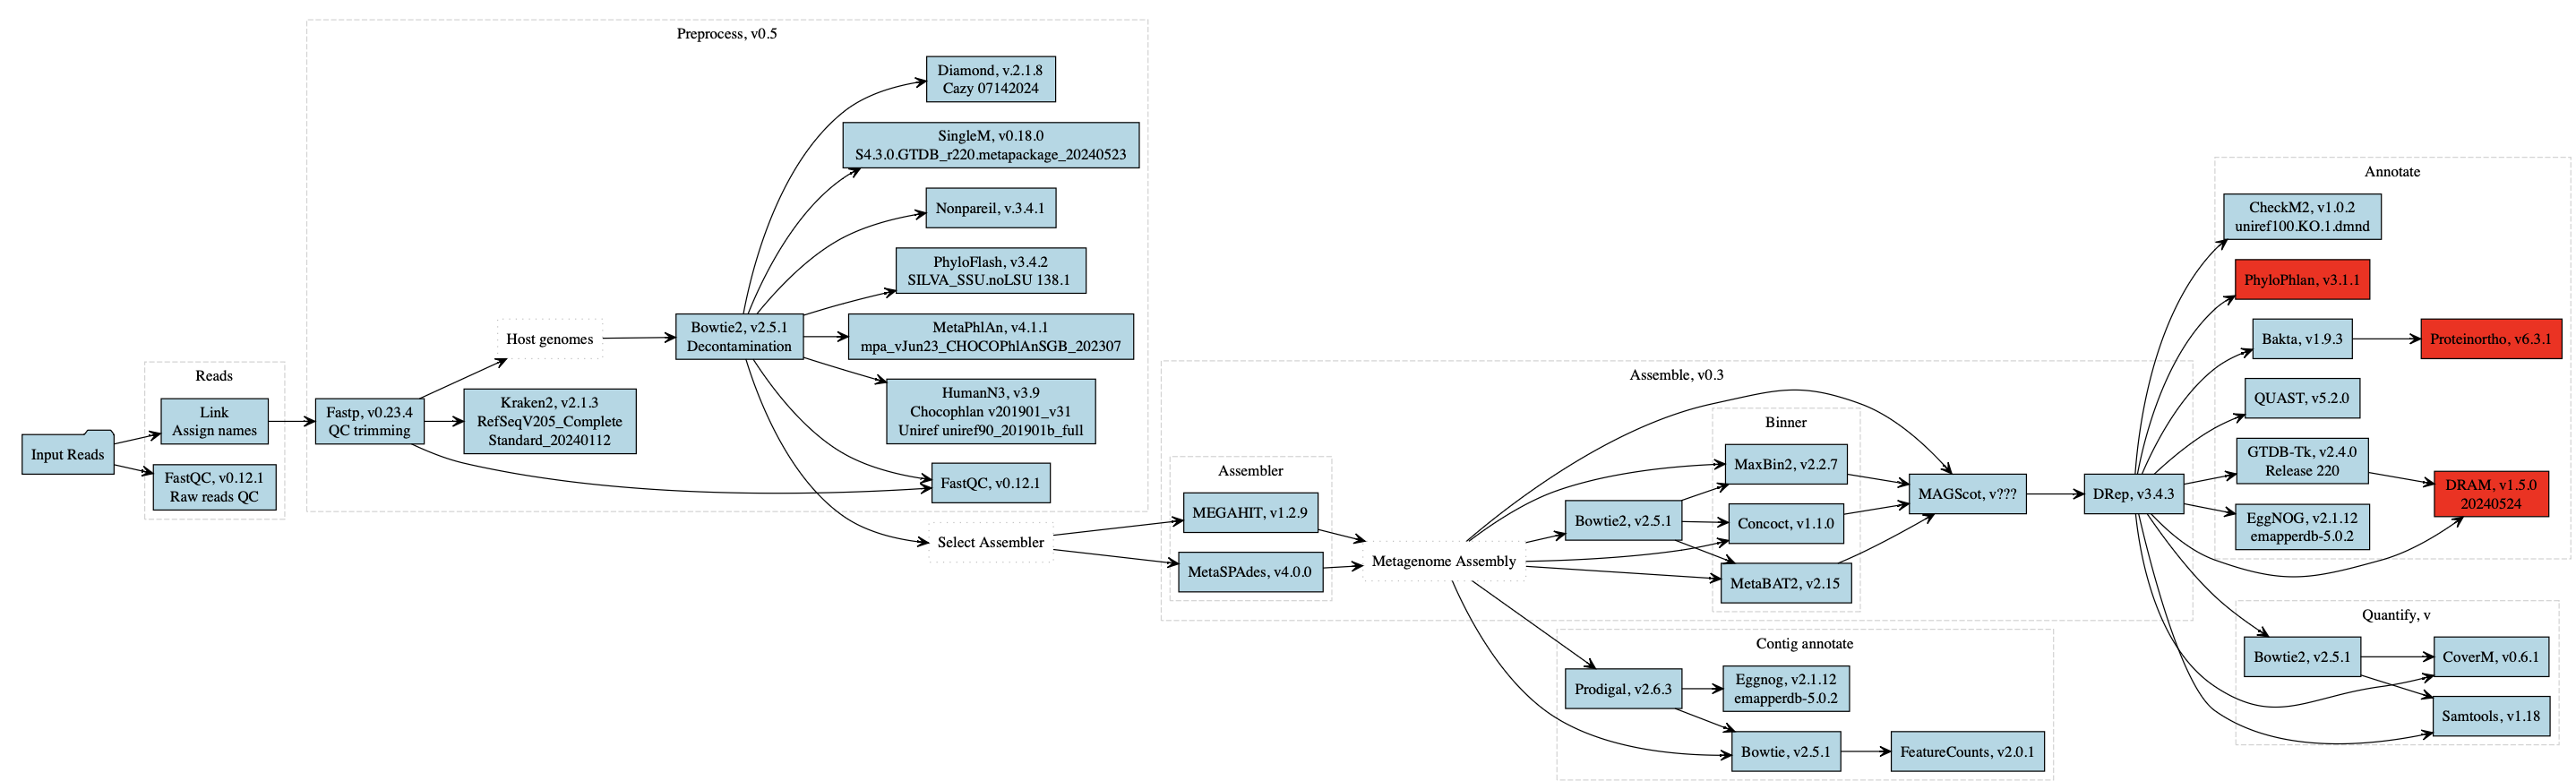 Input Reads
Reads
Link
Assign names
FastQC, v0.12.1
Raw reads QC
Preprocess, v0.5
Fastp, v0.23.4
QC trimming
Host genomes
Kraken2, v2.1.3
RefSeqV205_Complete
Standard_20240112
Bowtie2, v2.5.1
Decontamination
Diamond, v.2.1.8
Cazy 07142024
SingleM, v0.18.0
S4.3.0.GTDB_r220.metapackage_20240523
Nonpareil, v.3.4.1
PhyloFlash, v3.4.2
SILVA_SSU.noLSU 138.1
MetaPhlAn, v4.1.1
mpa_vJun23_CHOCOPhlAnSGB_202307
HumanN3, v3.9
Chocophlan v201901_v31
Uniref uniref90_201901b_full
FastQC, v0.12.1
Select Assembler
Assemble, v0.3
Assembler
MEGAHIT, v1.2.9
MetaSPAdes, v4.0.0
Metagenome Assembly
Bowtie2, v2.5.1
Binner
MaxBin2, v2.2.7
Concoct, v1.1.0
MetaBAT2, v2.15
MAGScot, v???
DRep, v3.4.3
Contig annotate
Prodigal, v2.6.3
Eggnog, v2.1.12
emapperdb-5.0.2
Bowtie, v2.5.1
FeatureCounts, v2.0.1
Annotate
CheckM2, v1.0.2
uniref100.KO.1.dmnd
PhyloPhlan, v3.1.1
Bakta, v1.9.3
Proteinortho, v6.3.1
QUAST, v5.2.0
GTDB-Tk, v2.4.0
Release 220
DRAM, v1.5.0
20240524
EggNOG, v2.1.12
emapperdb-5.0.2
Quantify, v
Bowtie2, v2.5.1
CoverM, v0.6.1
Samtools, v1.18